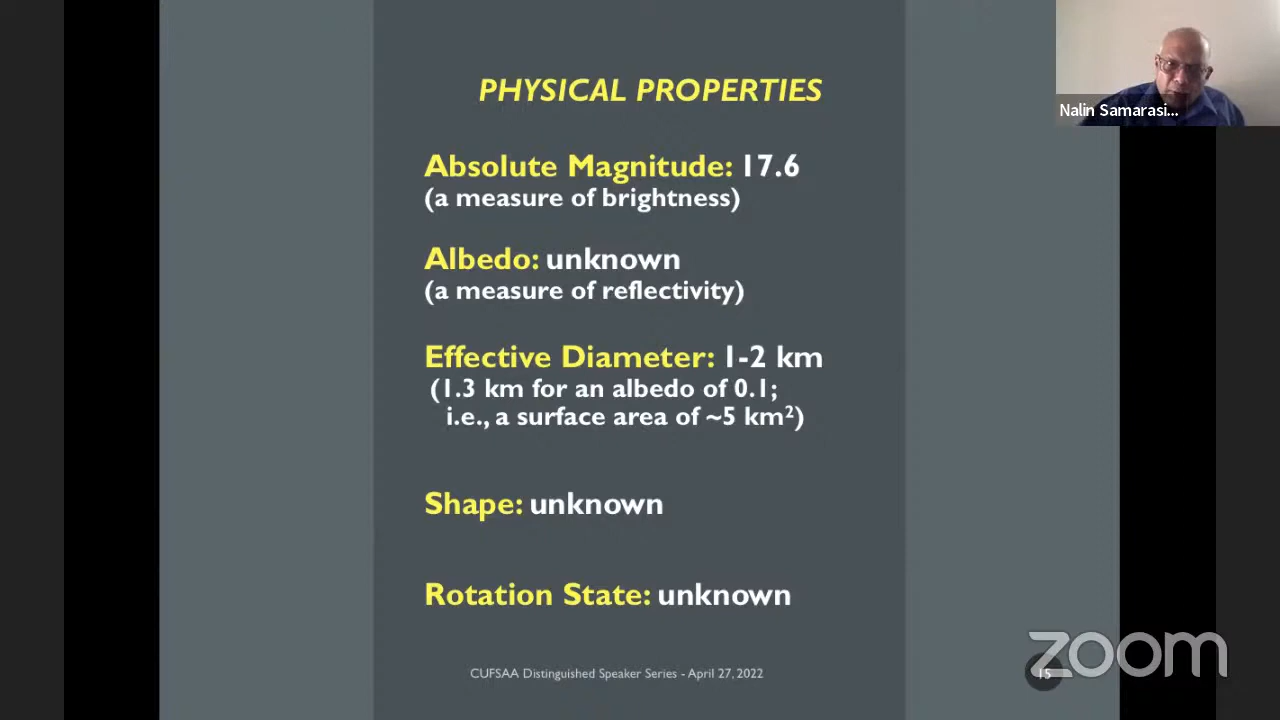 PHYSICAL PROPERTIES
Nalin Samarasi...
Absolute Magnitude: 17.6
(a measure of brightness)
Albedo: unknown
(a measure of reflectivity)
Effective Diameter: 1-2 km
(1.3 km for an albedo of 0.1;
i.e., a surface area of ~5 km²)
Shape: unknown
Rotation State: unknown
CUFSAA Distinguished Speaker Series - April 27, 2022
15
zoom